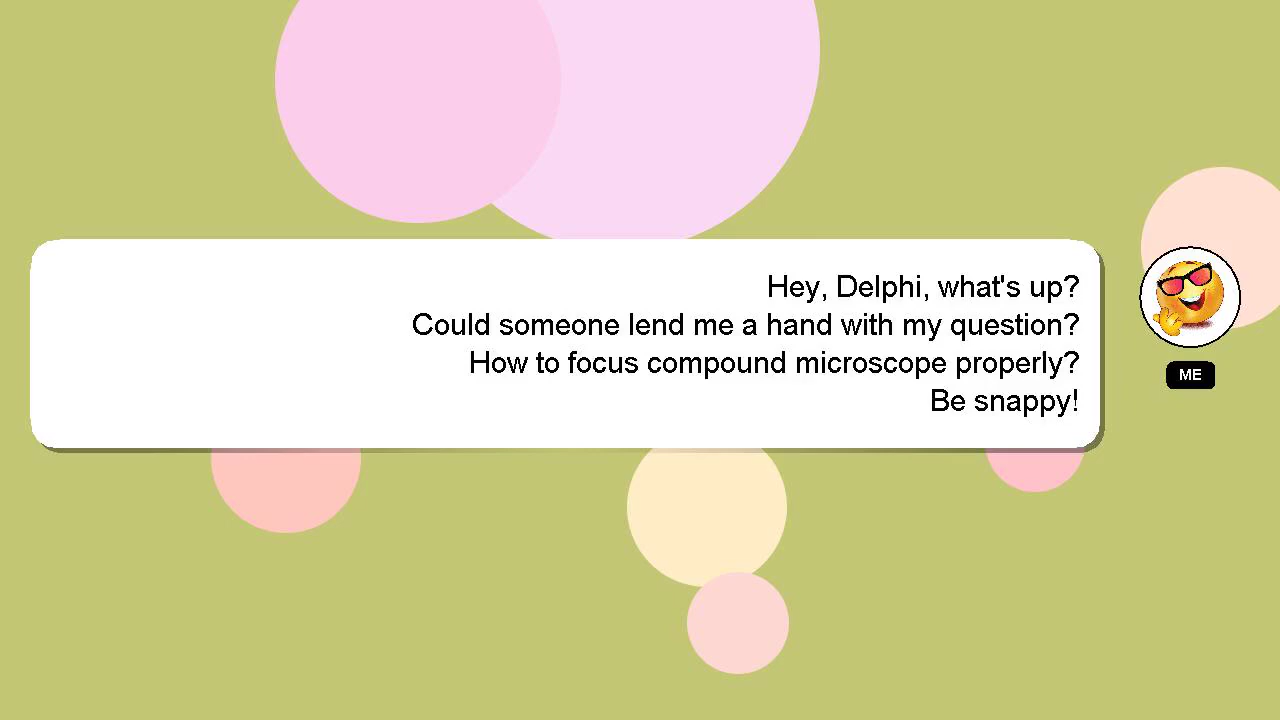 Hey, Delphi, what's up?
Could someone lend me a hand with my question?
How to focus compound microscope properly?
Be snappy!
ME